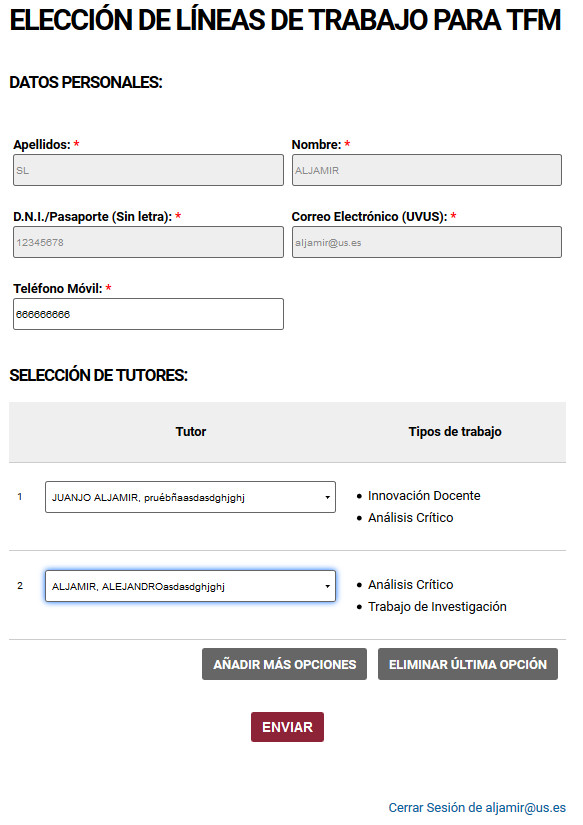 ELECCIÓN DE LÍNEAS DE TRABAJO PARA TFM
DATOS PERSONALES:
Apellidos: * Nombre: *
SL ALJAMIR
D.N.I./Pasaporte (Sin letra): * Correo Electrónico (UVUS): *
12345678 aljamir@us.es
Teléfono Móvil: *
666666666
SELECCIÓN DE TUTORES:
Tutor Tipos de trabajo
1 JUANJO ALJAMIR, pruébñaasdasdghjghj
• Innovación Docente
• Análisis Crítico
2 ALJAMIR, ALEJANDROasdasdghjghj
• Análisis Crítico
• Trabajo de Investigación
AÑADIR MÁS OPCIONES ELIMINAR ÚLTIMA OPCIÓN
ENVIAR
Cerrar Sesión de aljamir@us.es